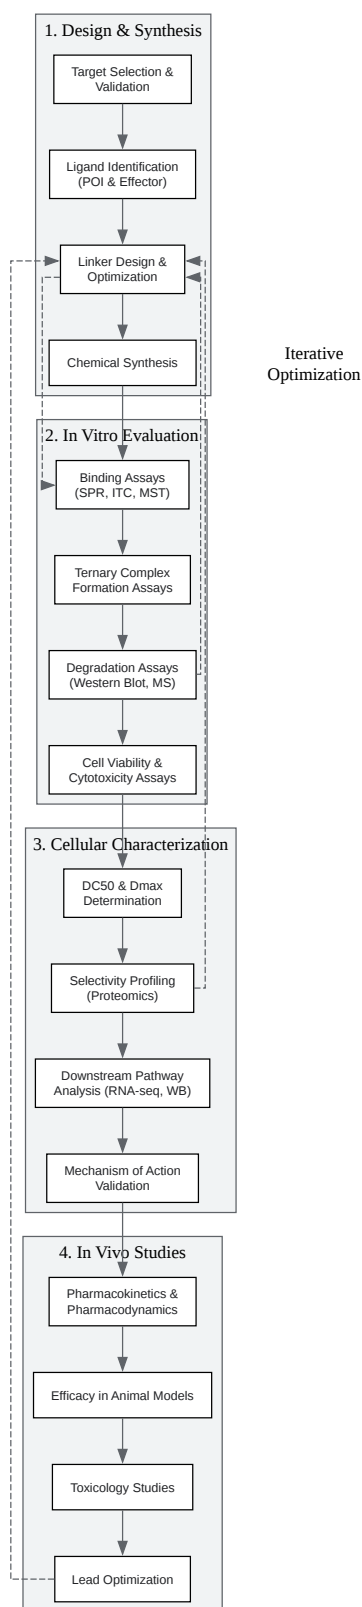 1. Design & Synthesis
Target Selection &
Validation
Ligand Identification
(POI & Effector)
Linker Design &
Optimization
Chemical Synthesis
Iterative
Optimization
2. In Vitro Evaluation
Binding Assays
(SPR, ITC, MST)
Ternary Complex
Formation Assays
Degradation Assays
(Western Blot, MS)
Cell Viability &
Cytotoxicity Assays
3. Cellular Characterization
DC50 & Dmax
Determination
Selectivity Profiling
(Proteomics)
Downstream Pathway
Analysis (RNA-seq, WB)
Mechanism of Action
Validation
4. In Vivo Studies
Pharmacokinetics &
Pharmacodynamics
Efficacy in Animal Models
Toxicology Studies
Lead Optimization